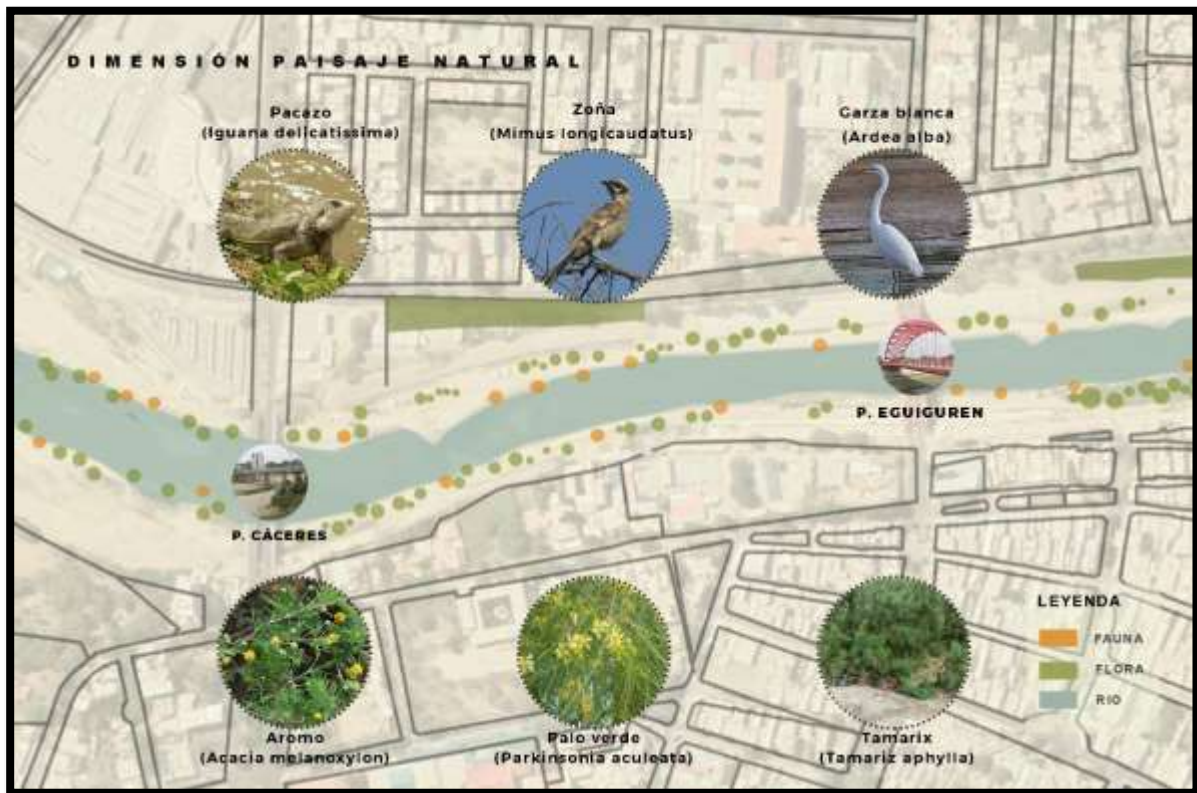 DIMENSIÓN PAISAJE NATURAL
Pacazo
(Iguana delicatissima)
Zoña
(Mimus longicaudatus)
Garza blanca
(Ardea alba)
P. EGUIGUREN
P. CÁCERES
Aromo
(Acacia melanoxylon)
Palo verde
(Parkinsonia aculeata)
Tamarix
(Tamariz aphylla)
LEYENDA
FAUNA
FLORA
RIO